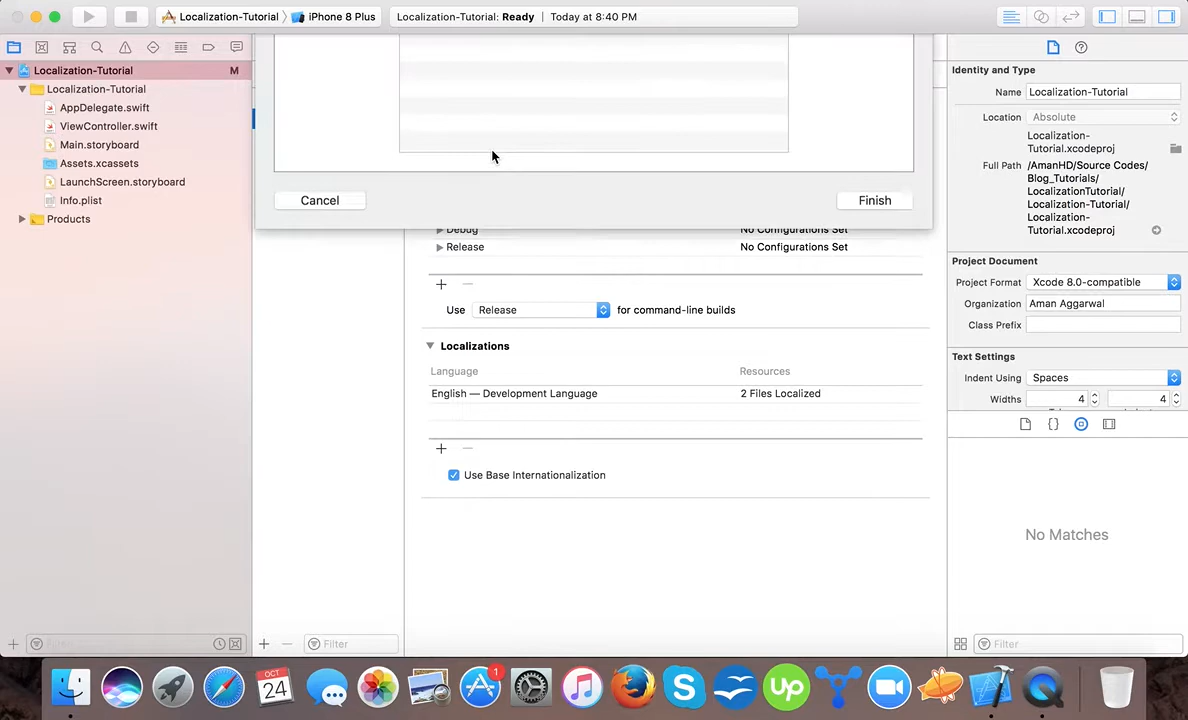 Localization-Tutorial
iPhone 8 Plus
Localization-Tutorial: Ready
Today at 8:40 PM
Localization-Tutorial
M
Localization-Tutorial
AppDelegate.swift
ViewController.swift
Main.storyboard
Assets.xcassets
LaunchScreen.storyboard
Info.plist
Products
Filter
Cancel
Finish
Debug
No Configurations Set
Release
No Configurations Set
Use
Release
for command-line builds
Localizations
Language
Resources
English — Development Language
2 Files Localized
Use Base Internationalization
Filter
Identity and Type
Name
Localization-Tutorial
Location
Absolute
Localization-
Tutorial.xcodeproj
Full Path
/AmanHD/Source Codes/
Blog_Tutorials/
LocalizationTutorial/
Localization-Tutorial/
Localization-
Tutorial.xcodeproj
Project Document
Project Format
Xcode 8.0-compatible
Organization
Aman Aggarwal
Class Prefix
Text Settings
Indent Using
Spaces
Widths
4
4
No Matches
Filter
OCT
24
1
Up